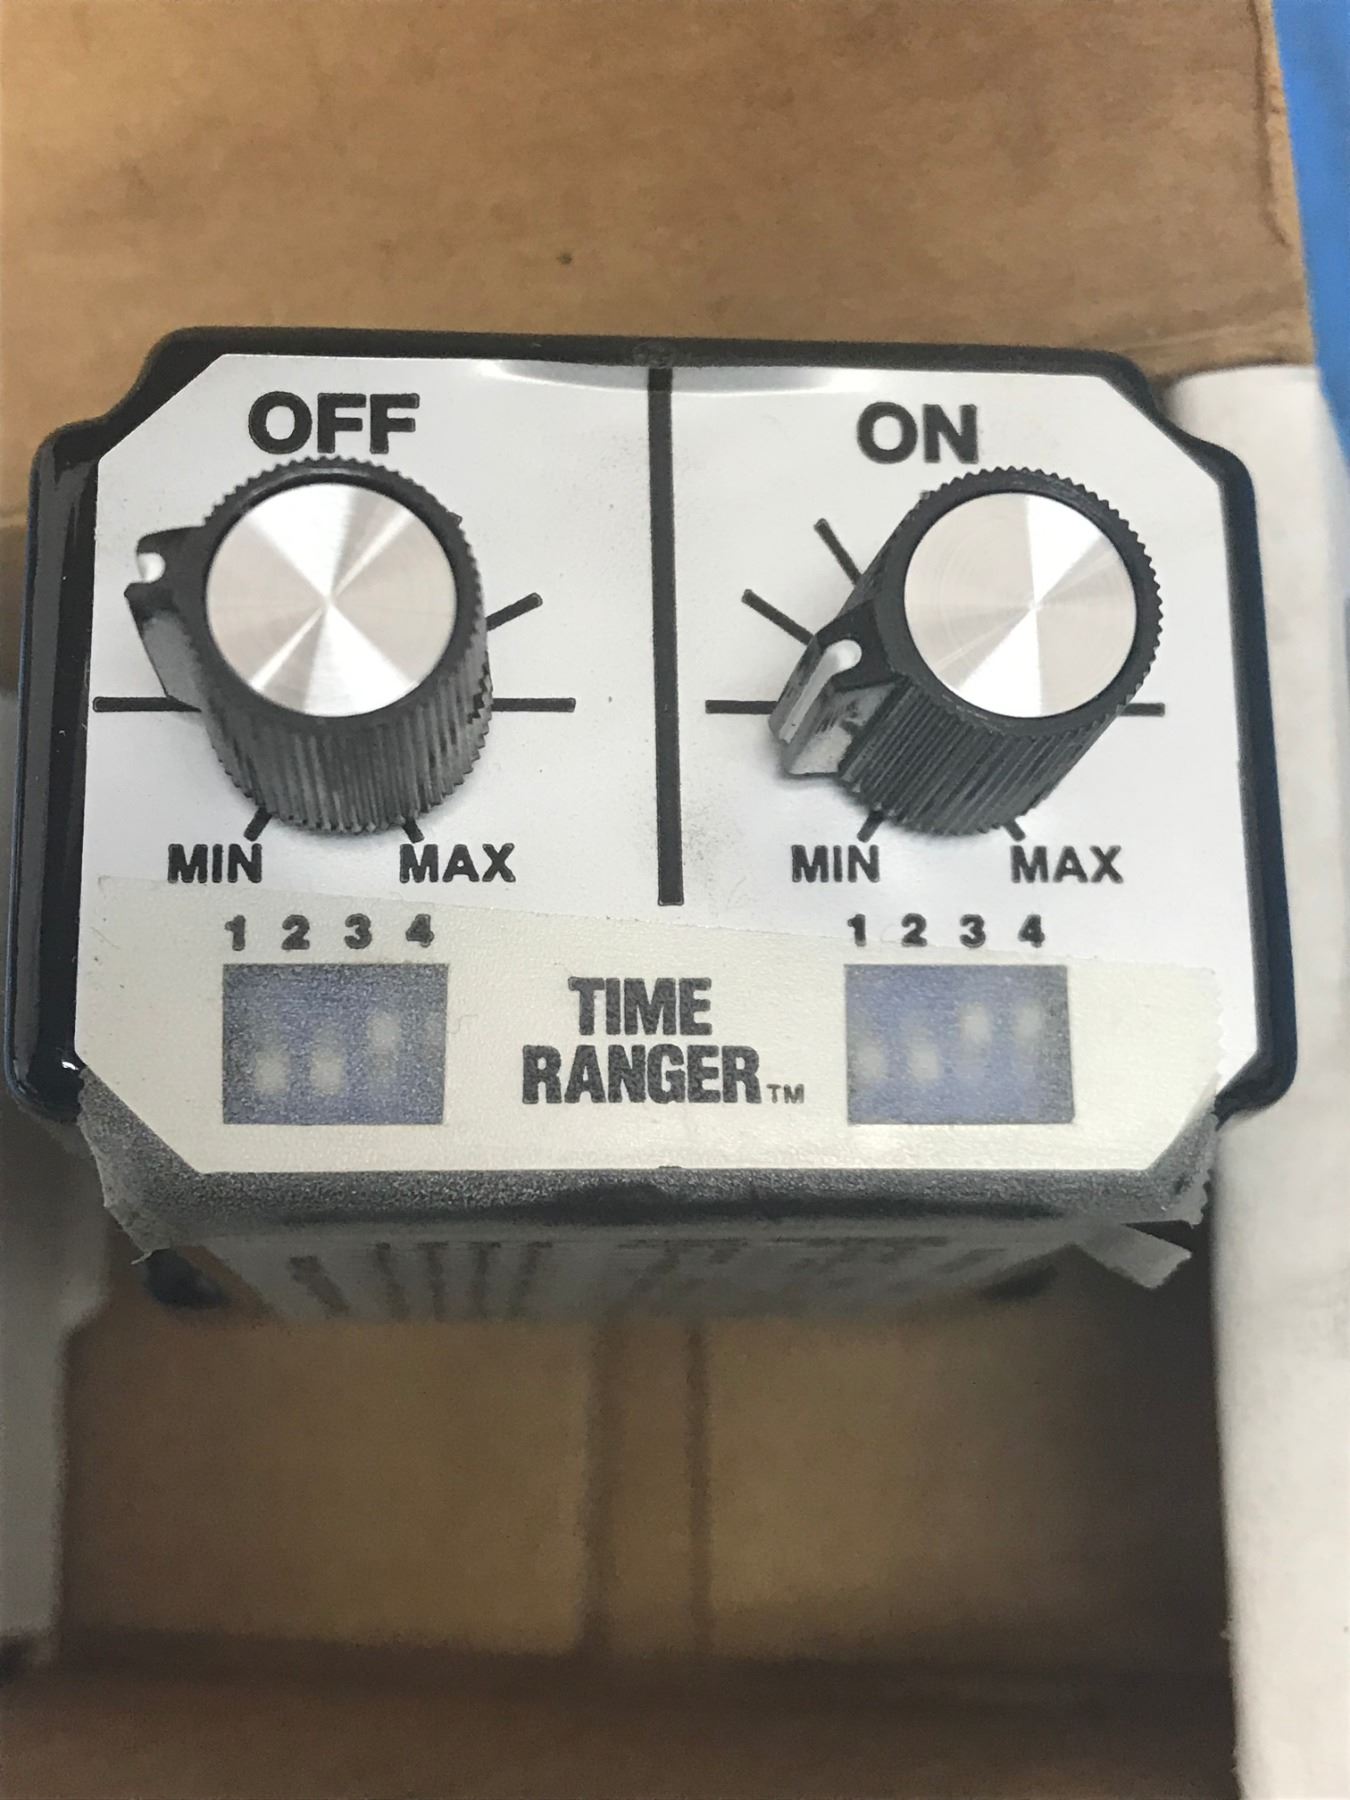 OFF
ON
MIN MAX
MIN MAX
1 2 3 4
1 2 3 4
TIME
RANGER™